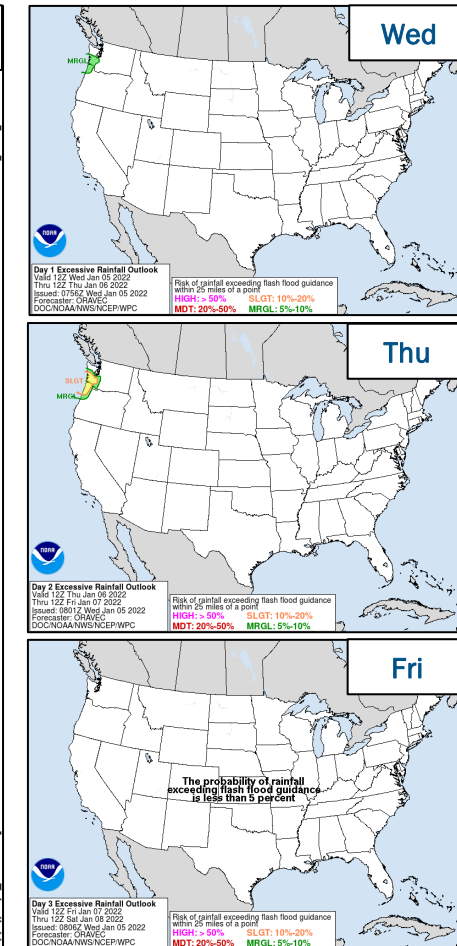 Wed
MRGL
NOAA
Day 1 Excessive Rainfall Outlook
Valid 12Z Wed Jan 05 2022
Thru 12Z Thu Jan 06 2022
Issued: 0756Z Wed Jan 05 2022
Forecaster: ORAVEC
DOC/NOAA/NWS/NCEP/WPC
Risk of rainfall exceeding flash flood guidance
within 25 miles of a point
HIGH: > 50% SLGT: 10%-20%
MDT: 20%-50% MRGL: 5%-10%
Thu
SLGT
MRGL
NOAA
Day 2 Excessive Rainfall Outlook
Valid 12Z Thu Jan 06 2022
Thru 12Z Fri Jan 07 2022
Issued: 0801Z Wed Jan 05 2022
Forecaster: ORAVEC
DOC/NOAA/NWS/NCEP/WPC
Risk of rainfall exceeding flash flood guidance
within 25 miles of a point
HIGH: > 50% SLGT: 10%-20%
MDT: 20%-50% MRGL: 5%-10%
Fri
The probability of rainfall
exceeding flash flood guidance
is less than 5 percent
NOAA
Day 3 Excessive Rainfall Outlook
Valid 12Z Fri Jan 07 2022
Thru 12Z Sat Jan 08 2022
Issued: 0806Z Wed Jan 05 2022
Forecaster: ORAVEC
DOC/NOAA/NWS/NCEP/WPC
Risk of rainfall exceeding flash flood guidance
within 25 miles of a point
HIGH: > 50% SLGT: 10%-20%
MDT: 20%-50% MRGL: 5%-10%